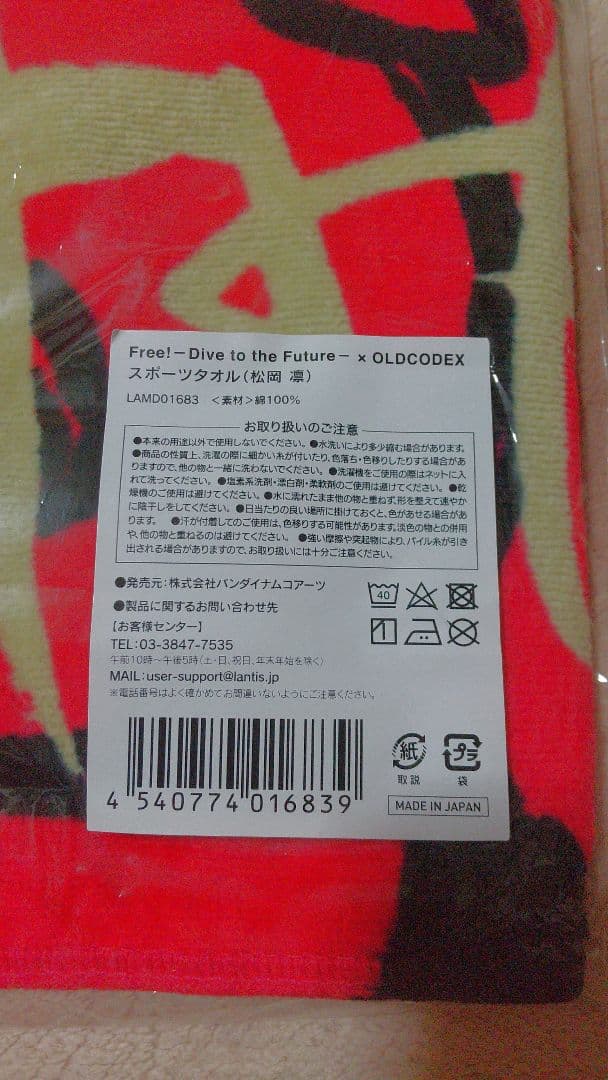 Free!－Dive to the Future－ × OLDCODEX
スポーツタオル（松岡 凛）
LAMD01683 ＜素材＞綿100％
お取り扱いのご注意
●本来の用途以外で使用しないでください。●水洗いにより多少縮む場合があります。
●商品の性質上、洗濯の際に細かい糸が付いたり、色落ち・色移りしたりする場合があ
りますので、他の物と一緒に洗わないでください。●洗濯機をご使用の際はネットに入
れて洗ってください。●塩素系洗剤・漂白剤・柔軟剤のご使用は避けてください。●乾
燥機のご使用は避けてください。●水に濡れたまま他の物と重ねず、形を整えて速やか
に陰干しをしてください。●日当たりの良い場所に掛けておくと、色があせる場合があ
ります。 ●汗が付着してのご使用は、色移りする可能性があります。淡色の物との併用
や、他の物と重ねるのは避けてください。 ●強い摩擦や突起物により、パイル糸が引き
出される場合がありますので、お取り扱いには十分ご注意ください。
●発売元：株式会社バンダイナムコアーツ
●製品に関するお問い合わせ先
【お客様センター】
TEL：03-3847-7535
午前10時～午後5時（土・日、祝日、年末年始を除く）
MAIL：user-support@lantis.jp
※電話番号はよく確かめてお間違いないようにご注意ください。
40
紙
取説
プラ
袋
MADE IN JAPAN
4 540774 016839